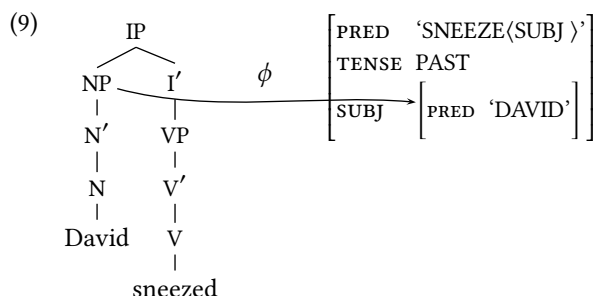 (9)
IP
NP I′
N′ VP
N V′
David V
sneezed
ϕ
PRED ‘SNEEZE⟨SUBJ ⟩’
TENSE PAST
SUBJ [PRED ‘DAVID’]